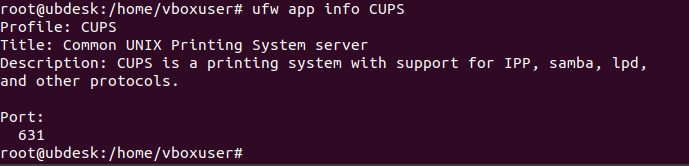 root@ubdesk:/home/vboxuser# ufw app info CUPS
Profile: CUPS
Title: Common UNIX Printing System server
Description: CUPS is a printing system with support for IPP, samba, lpd,
and other protocols.

Port:
  631
root@ubdesk:/home/vboxuser#